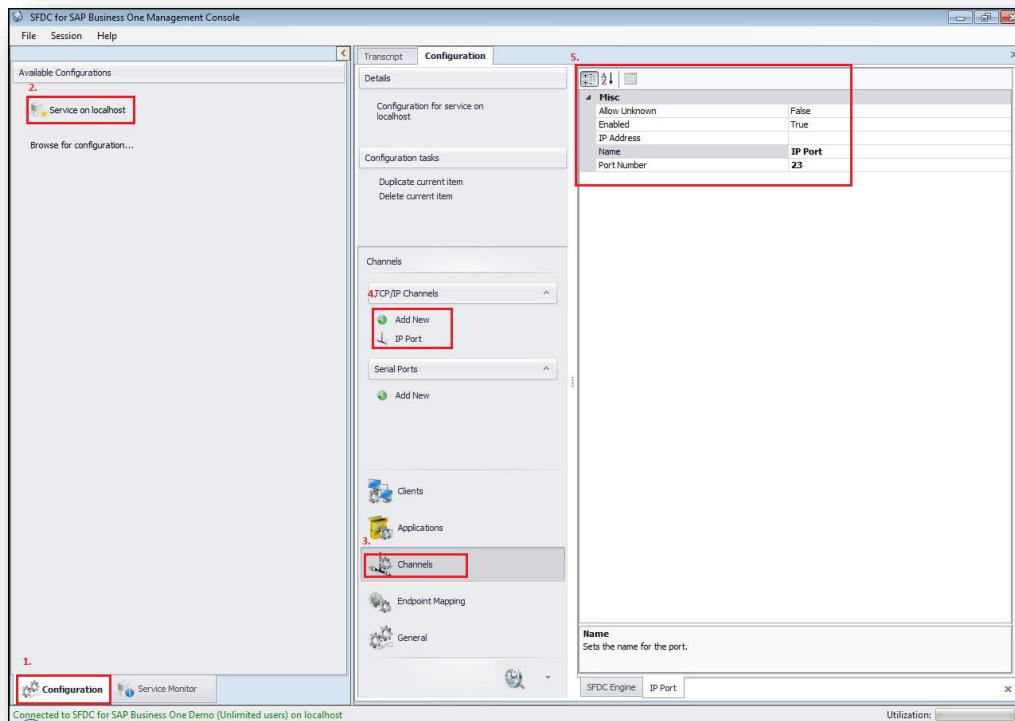 SFDC for SAP Business One Management Console
File Session Help
Available Configurations
2.
Service on localhost
Browse for configuration...
1.
Configuration
Service Monitor
Transcript
Configuration
Details
Configuration for service on
localhost
Configuration tasks
Duplicate current item
Delete current item
Channels
4.
TCP/IP Channels
Add New
IP Port
Serial Ports
Add New
Clients
Applications
3.
Channels
Endpoint Mapping
General
5.
Misc
Allow Unknown False
Enabled True
IP Address
Name IP Port
Port Number 23
Name
Sets the name for the port.
SFDC Engine
IP Port
Connected to SFDC for SAP Business One Demo (Unlimited users) on localhost
Utilization: